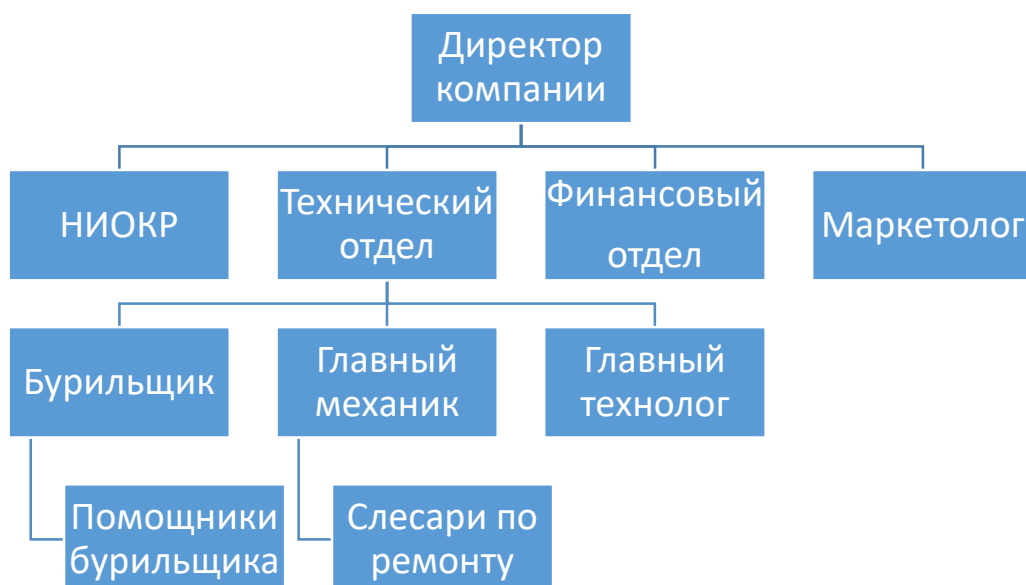 Директор
компании
НИОКР
Технический
отдел
Финансовый
отдел
Маркетолог
Бурильщик
Главный
механик
Главный
технолог
Помощники
бурильщика
Слесари по
ремонту